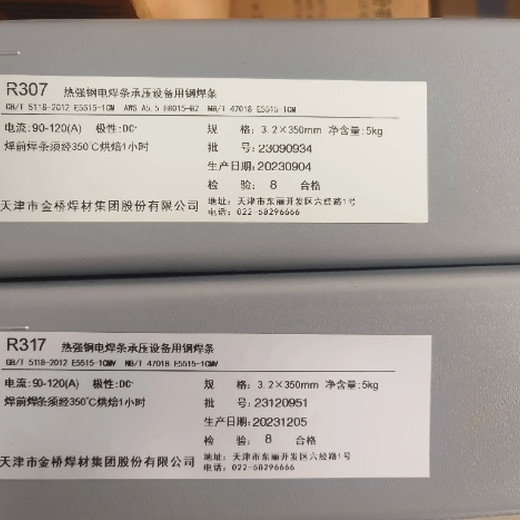 R307 热强钢电焊条承压设备用钢焊条
GB/T 5118-2012 E5515-1CM AWS A5.5 E8015-B2 NB/T 47018 E5515-1CM
电流:90-120(A) 极性:DC⁺ 规 格: 3.2×350mm 净含量:5kg
焊前焊条须经350℃烘焙1小时 批 号: 23090934
生产日期:20230904
检 验: 8 合格
天津市金桥焊材集团股份有限公司 地址: 天津市东丽开发区六经路1号
电话: 022-58296666
R317 热强钢电焊条承压设备用钢焊条
GB/T 5118-2012 E5515-1CMV NB/T 47018 E5515-1CMV
电流:90-120(A) 极性:DC⁺ 规 格: 3.2×350mm 净含量:5kg
焊前焊条须经350℃烘焙1小时 批 号: 23120951
生产日期:20231205
检 验: 8 合格
天津市金桥焊材集团股份有限公司 地址: 天津市东丽开发区六经路1号
电话: 022-58296666